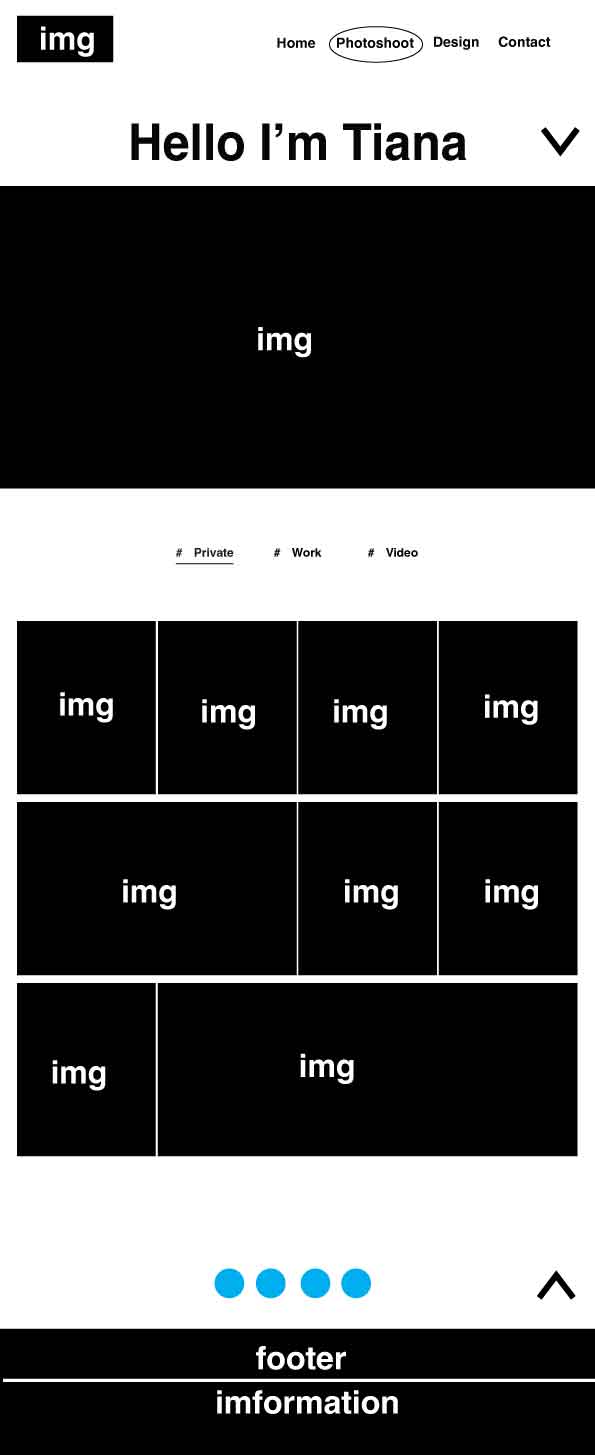 img
Home Photoshoot Design Contact
Hello I’m Tiana
img
# Private # Work # Video
img img img img
img img img
img img
footer
imformation